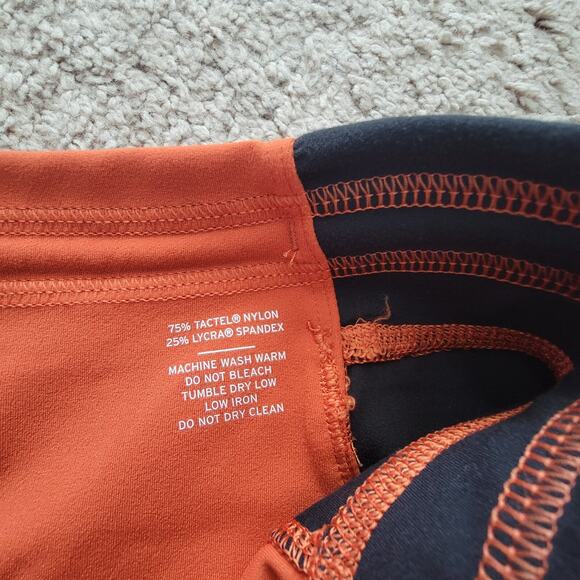 75% TACTEL® NYLON
25% LYCRA® SPANDEX
MACHINE WASH WARM
DO NOT BLEACH
TUMBLE DRY LOW
LOW IRON
DO NOT DRY CLEAN